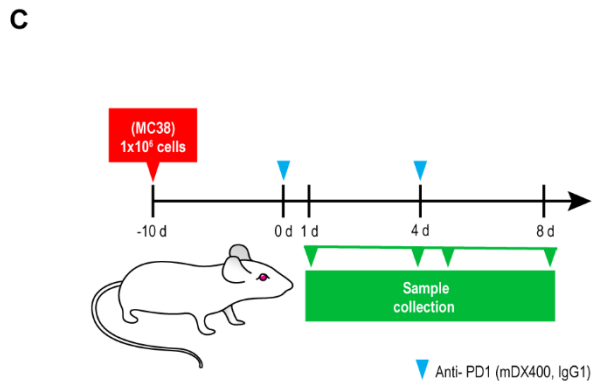 C
(MC38)
1x10⁶ cells
-10 d
0 d
1 d
4 d
8 d
Sample
collection
Anti- PD1 (mDX400, IgG1)